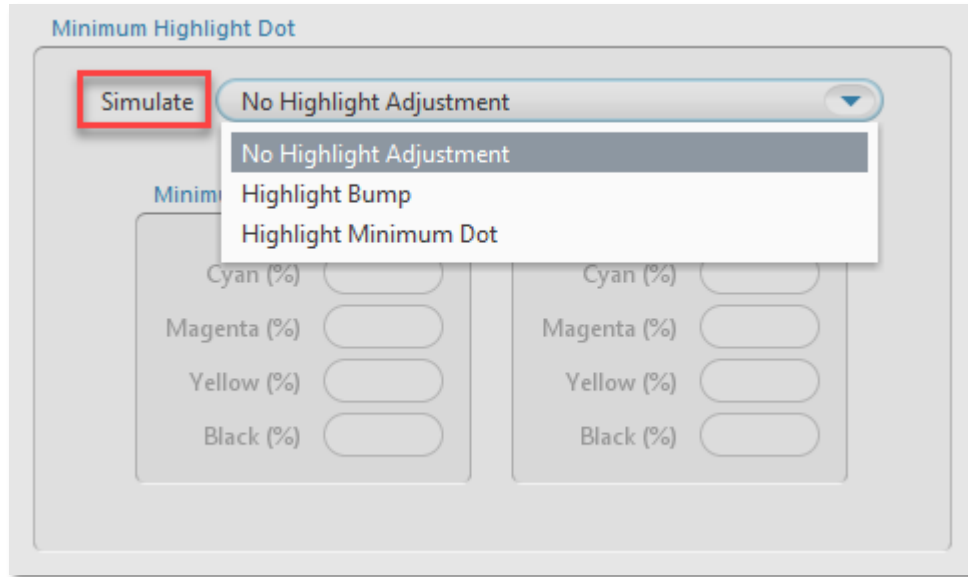 Minimum Highlight Dot
Simulate No Highlight Adjustment
No Highlight Adjustment
Highlight Bump
Highlight Minimum Dot
Cyan (%) Cyan (%)
Magenta (%) Magenta (%)
Yellow (%) Yellow (%)
Black (%) Black (%)